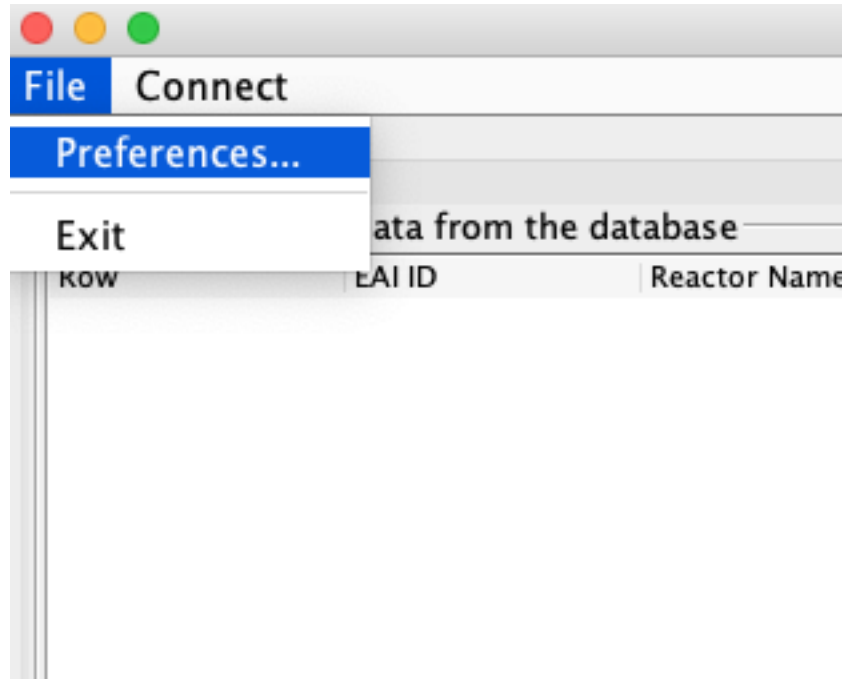 File Connect
Preferences...
Exit
ata from the database
Row EAI ID Reactor Name